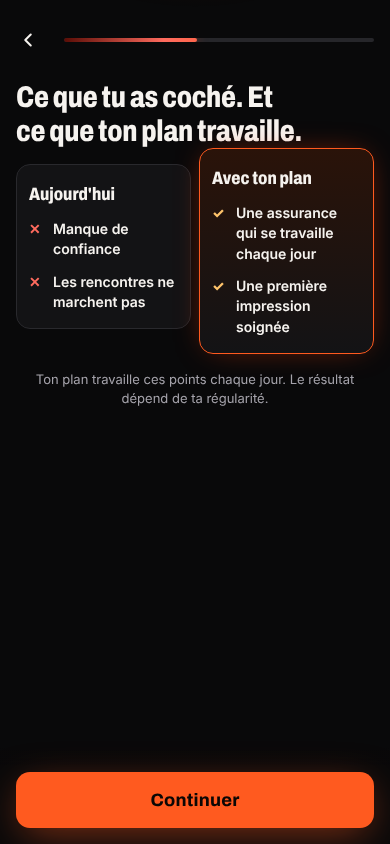 Ce que tu as coché. Et
ce que ton plan travaille.
Aujourd'hui
✕ Manque de
confiance
✕ Les rencontres ne
marchent pas
Avec ton plan
✓ Une assurance
qui se travaille
chaque jour
✓ Une première
impression
soignée
Ton plan travaille ces points chaque jour. Le résultat
dépend de ta régularité.
Continuer